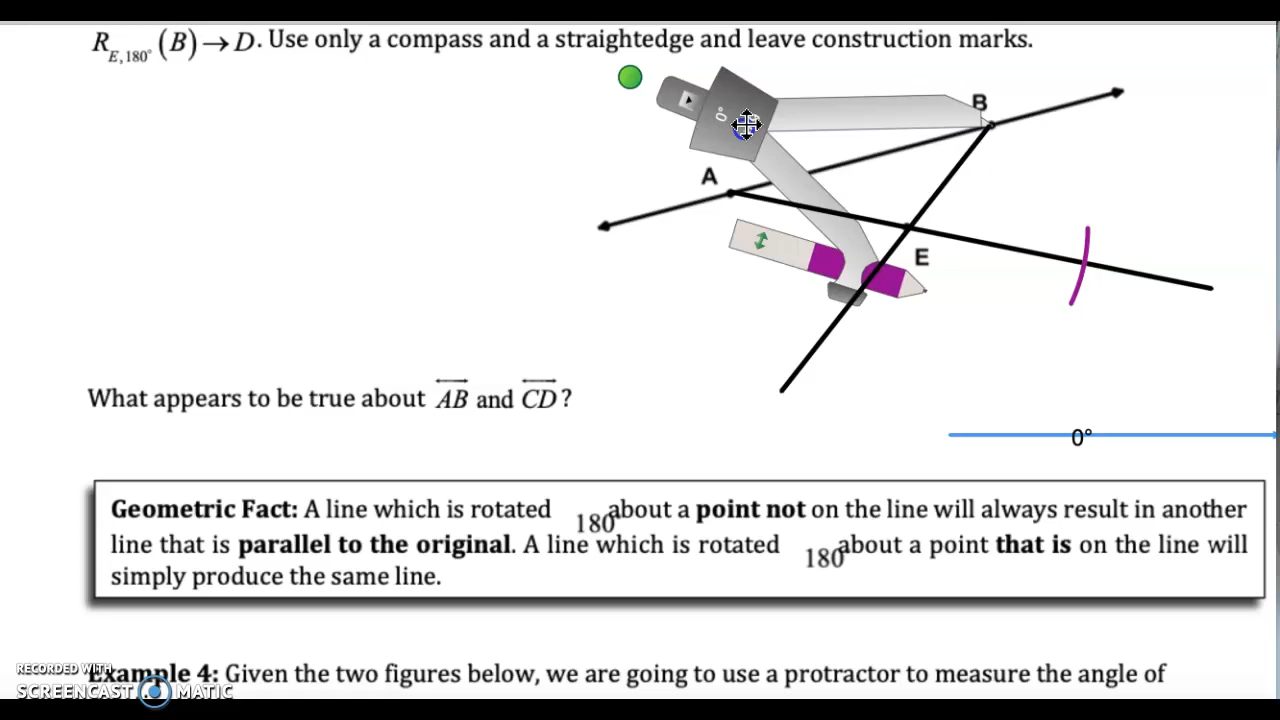 R E,180° (B) → D. Use only a compass and a straightedge and leave construction marks.
0°
B
A
E
What appears to be true about AB and CD?
0°
Geometric Fact: A line which is rotated 180° about a point not on the line will always result in another
line that is parallel to the original. A line which is rotated 180° about a point that is on the line will
simply produce the same line.
RECORDED WITH
SCREENCAST-O-MATIC
Example 4: Given the two figures below, we are going to use a protractor to measure the angle of